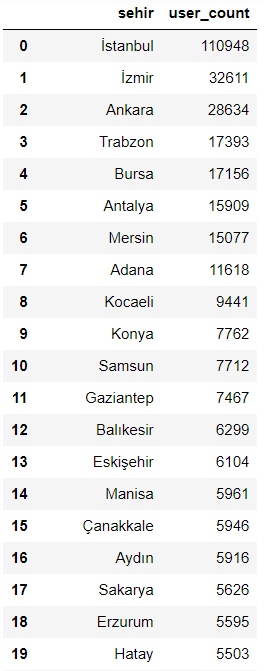 sehir user_count
0 İstanbul 110948
1 İzmir 32611
2 Ankara 28634
3 Trabzon 17393
4 Bursa 17156
5 Antalya 15909
6 Mersin 15077
7 Adana 11618
8 Kocaeli 9441
9 Konya 7762
10 Samsun 7712
11 Gaziantep 7467
12 Balıkesir 6299
13 Eskişehir 6104
14 Manisa 5961
15 Çanakkale 5946
16 Aydın 5916
17 Sakarya 5626
18 Erzurum 5595
19 Hatay 5503